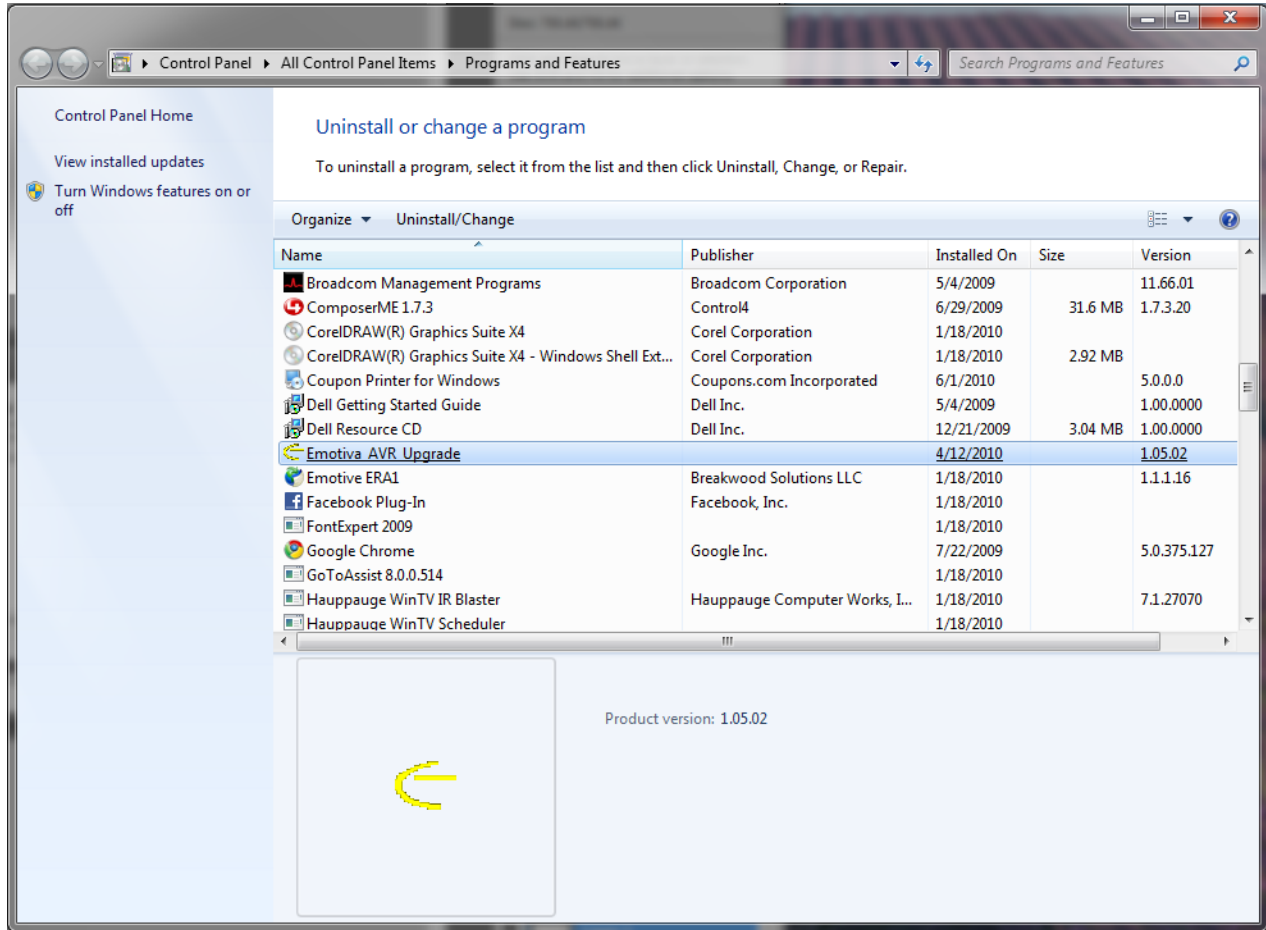 Control Panel ▸ All Control Panel Items ▸ Programs and Features
Search Programs and Features
Control Panel Home
View installed updates
Turn Windows features on or
off
Uninstall or change a program
To uninstall a program, select it from the list and then click Uninstall, Change, or Repair.
Organize Uninstall/Change
Name Publisher Installed On Size Version
Broadcom Management Programs Broadcom Corporation 5/4/2009 11.66.01
ComposerME 1.7.3 Control4 6/29/2009 31.6 MB 1.7.3.20
CorelDRAW(R) Graphics Suite X4 Corel Corporation 1/18/2010
CorelDRAW(R) Graphics Suite X4 - Windows Shell Ext... Corel Corporation 1/18/2010 2.92 MB
Coupon Printer for Windows Coupons.com Incorporated 6/1/2010 5.0.0.0
Dell Getting Started Guide Dell Inc. 5/4/2009 1.00.0000
Dell Resource CD Dell Inc. 12/21/2009 3.04 MB 1.00.0000
Emotiva AVR Upgrade 4/12/2010 1.05.02
Emotive ERA1 Breakwood Solutions LLC 1/18/2010 1.1.1.16
Facebook Plug-In Facebook, Inc. 1/18/2010
FontExpert 2009 1/18/2010
Google Chrome Google Inc. 7/22/2009 5.0.375.127
GoToAssist 8.0.0.514 1/18/2010
Hauppauge WinTV IR Blaster Hauppauge Computer Works, I... 1/18/2010 7.1.27070
Hauppauge WinTV Scheduler 1/18/2010
Product version: 1.05.02